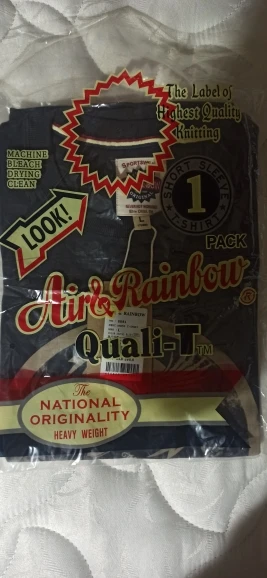 The Label of
Highest Quality
Knitting
MACHINE
BLEACH
DRYING
CLEAN
LOOK!
SHORT SLEEVE
1
T-SHIRT
PACK
L
Air&Rainbow®
Quali-T™
The
NATIONAL
ORIGINALITY
HEAVY WEIGHT